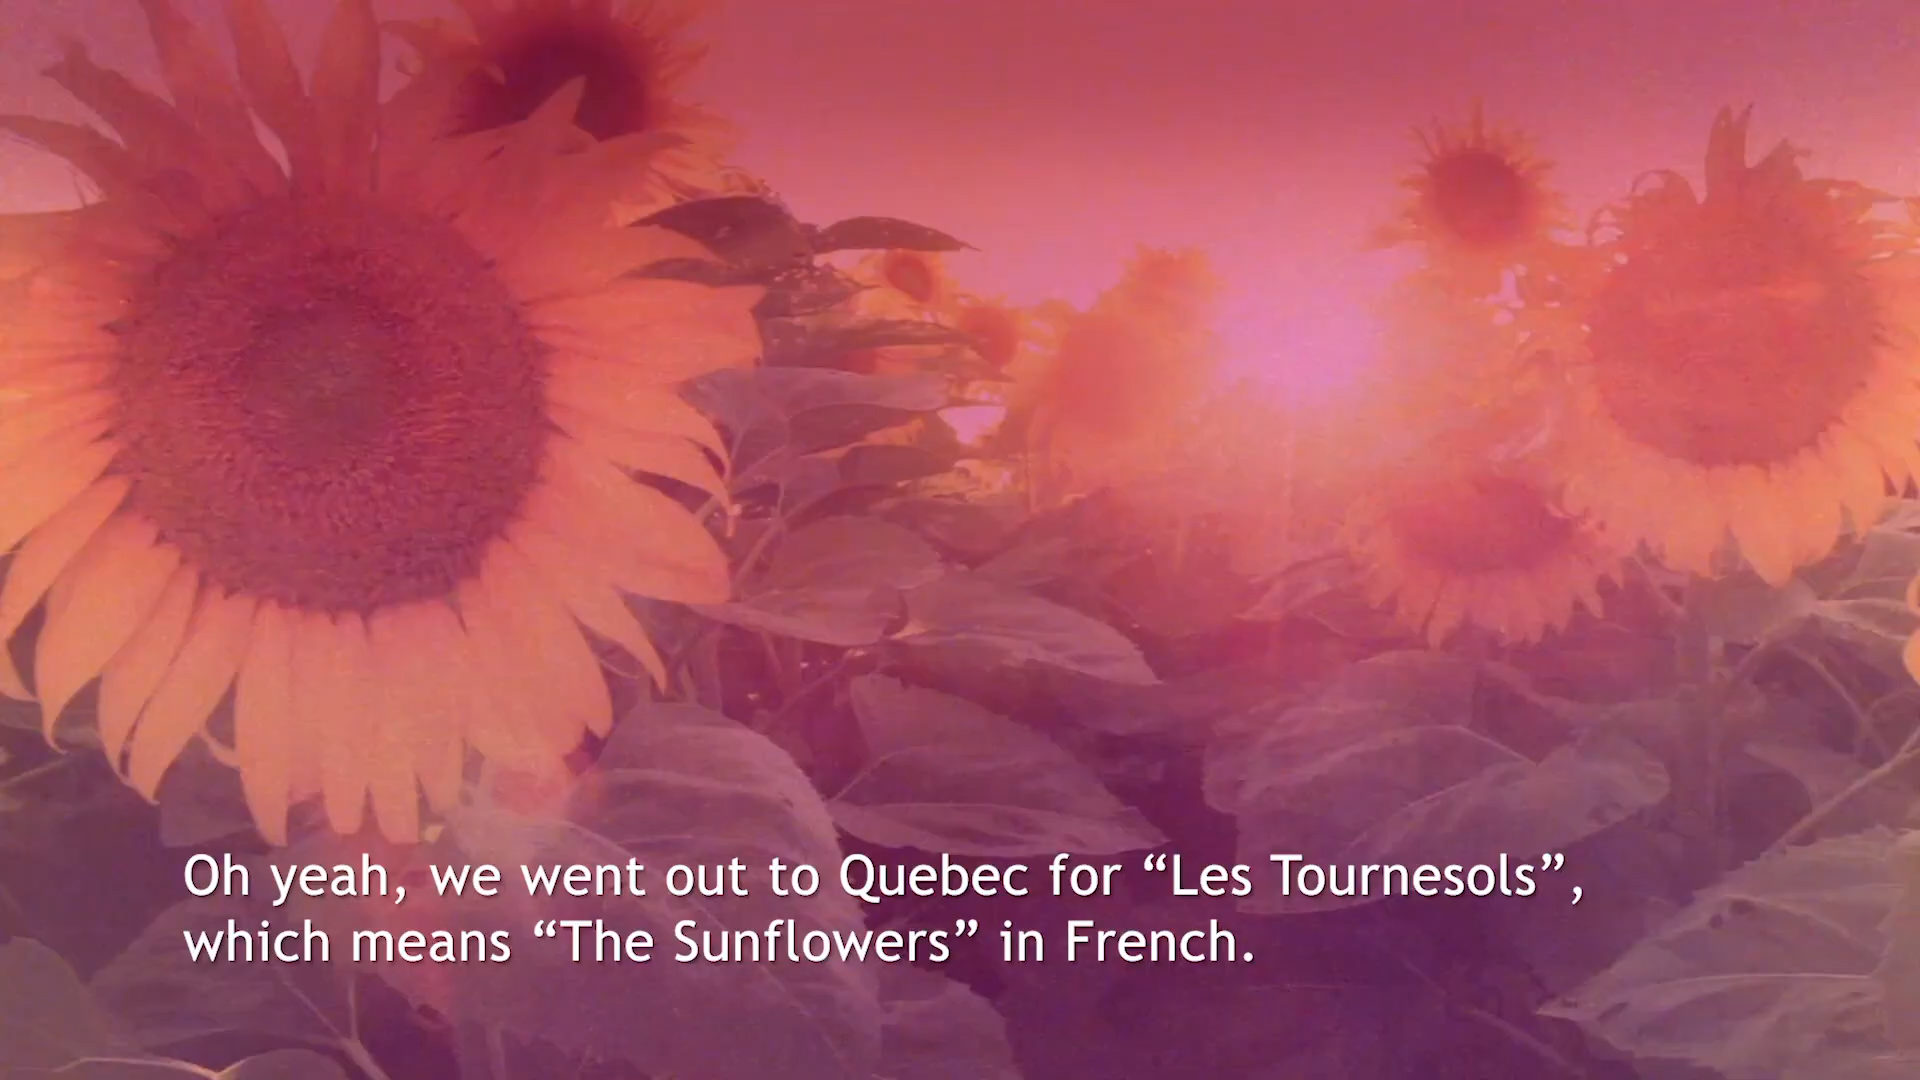 Oh yeah, we went out to Quebec for “Les Tournesols”,
which means “The Sunflowers” in French.